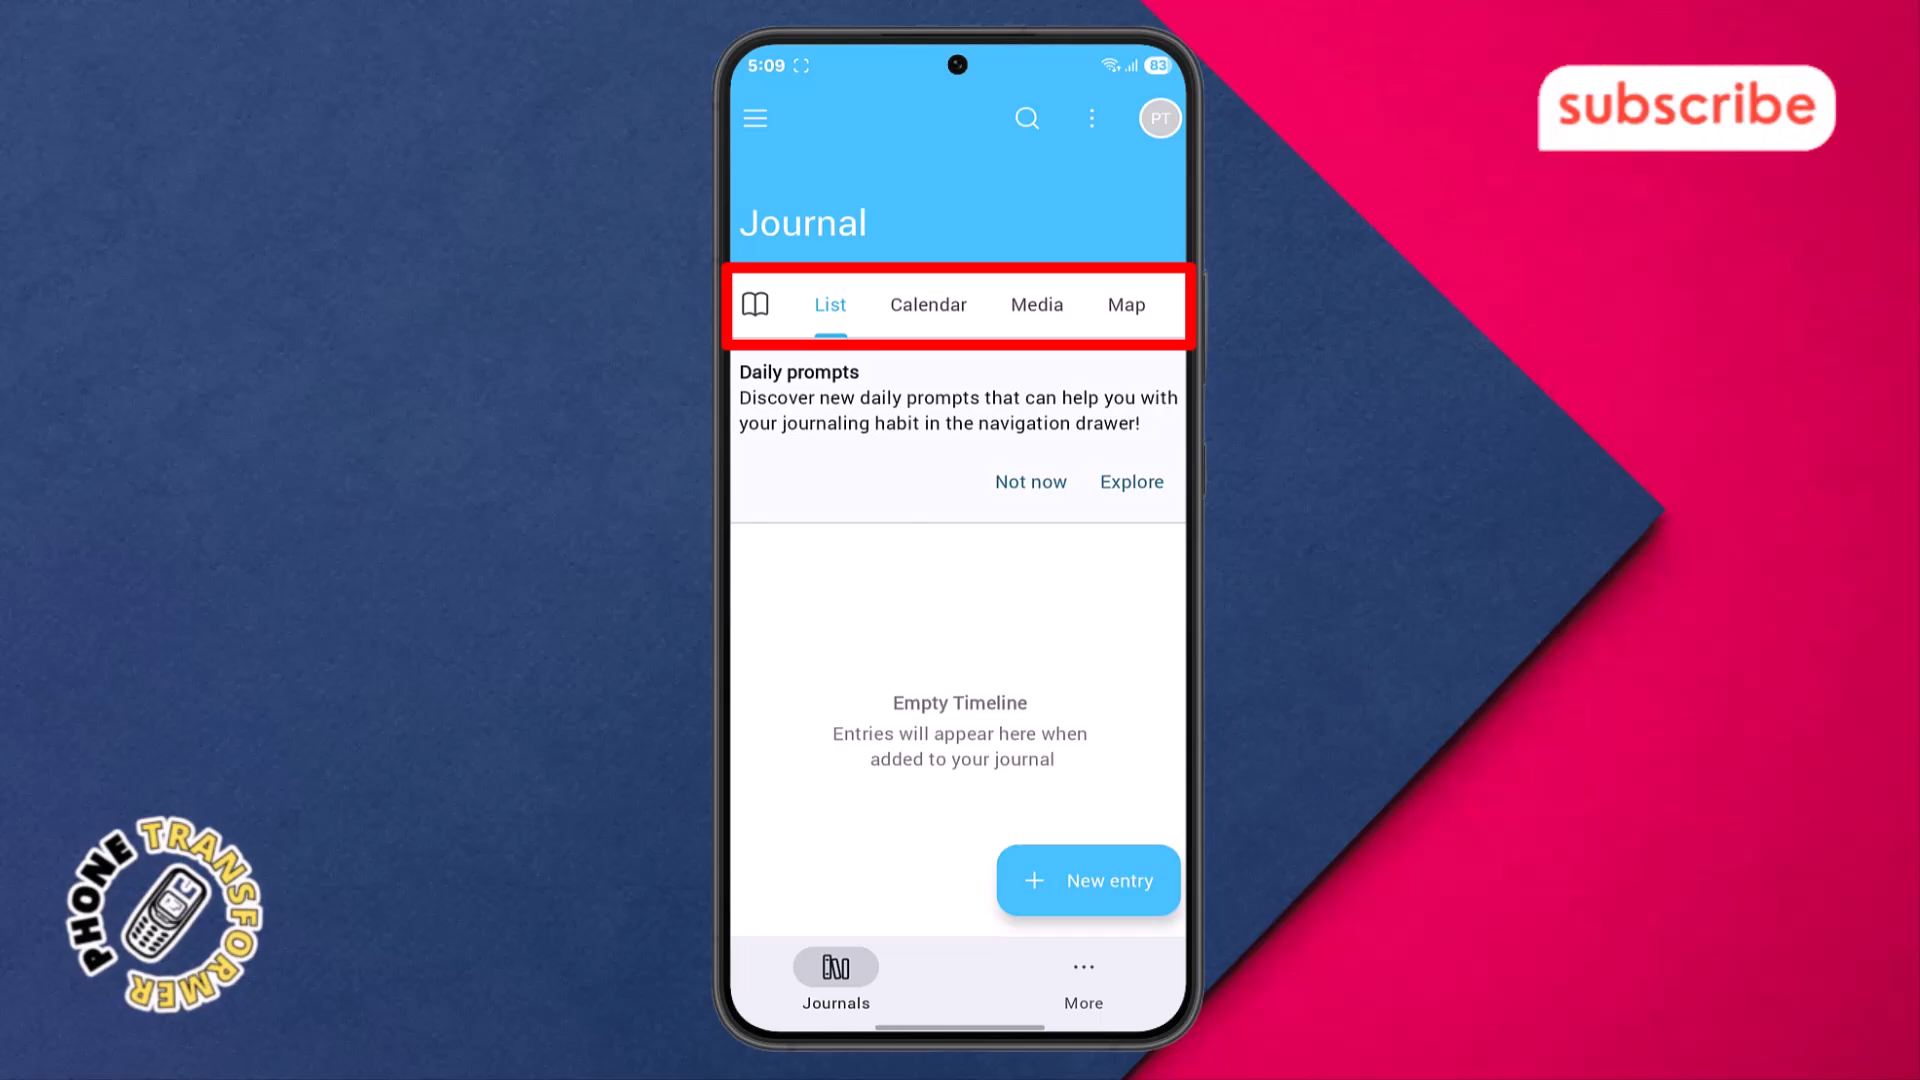 5:09
83
PT
subscribe
Journal
List
Calendar
Media
Map
Daily prompts
Discover new daily prompts that can help you with
your journaling habit in the navigation drawer!
Not now
Explore
Empty Timeline
Entries will appear here when
added to your journal
+ New entry
Journals
More
PHONE TRANSFORMER